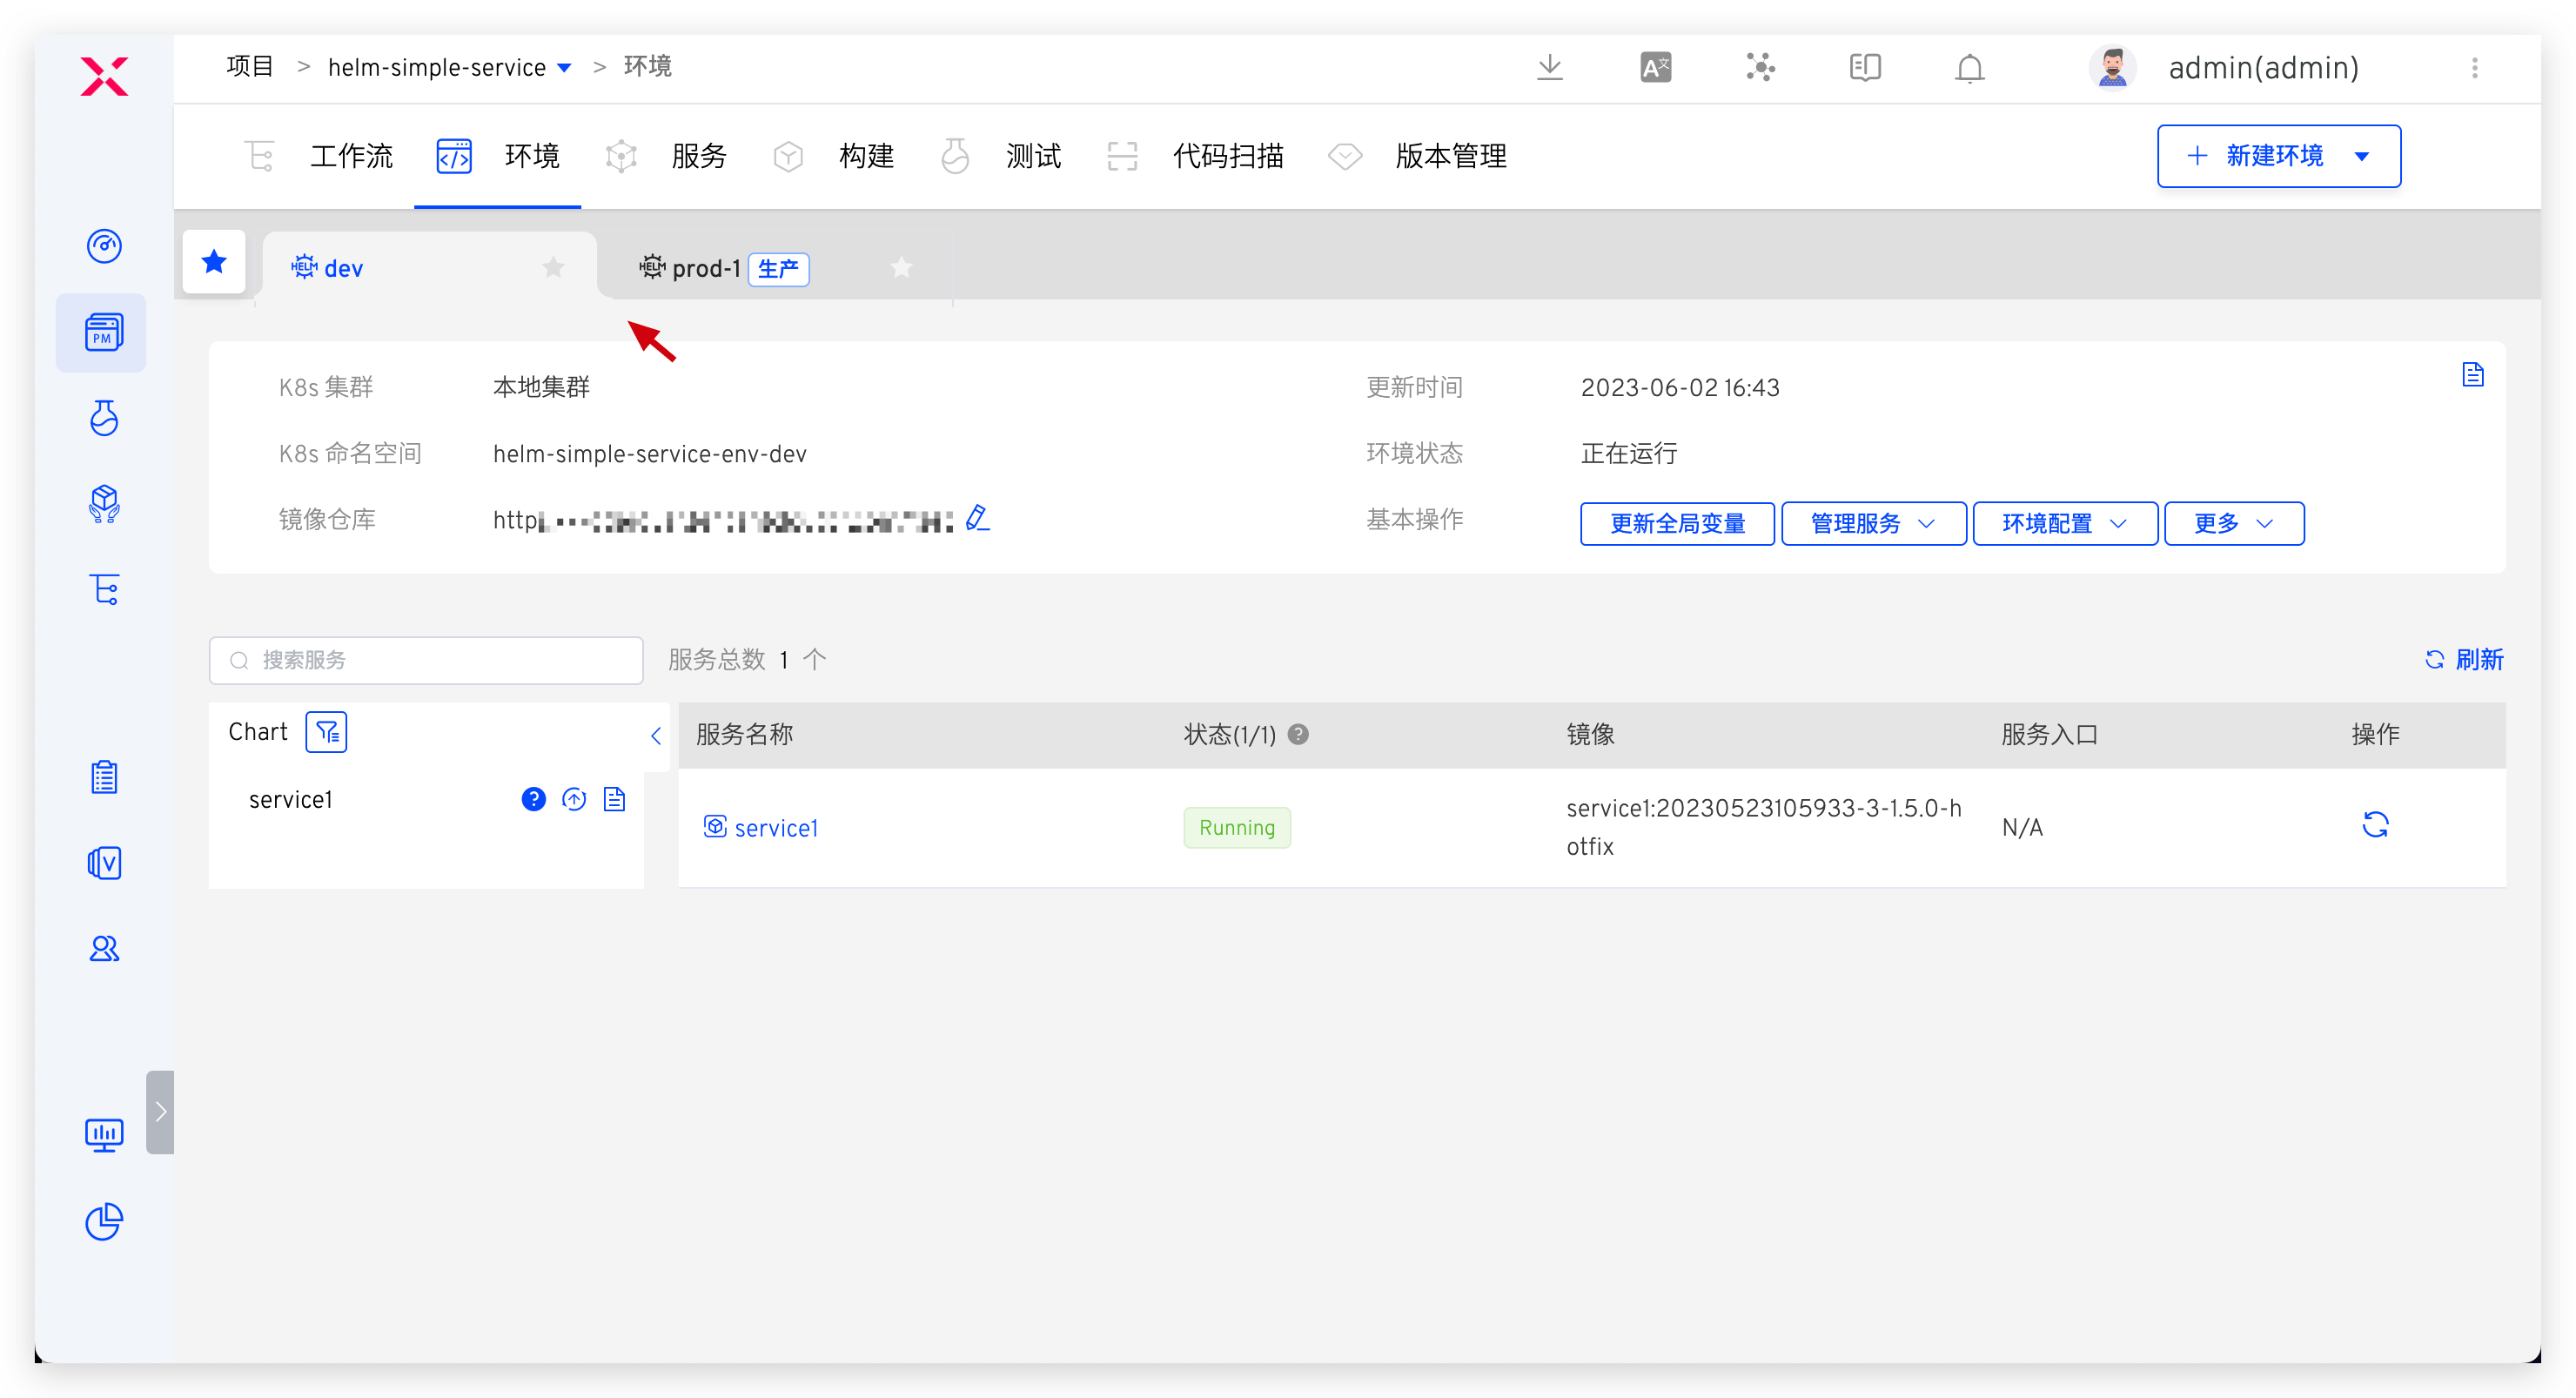 项目 > helm-simple-service > 环境
admin(admin)
工作流 环境 服务 构建 测试 代码扫描 版本管理
+ 新建环境
HELM dev
HELM prod-1 生产
K8s 集群 本地集群
更新时间 2023-06-02 16:43
K8s 命名空间 helm-simple-service-env-dev
环境状态 正在运行
镜像仓库 http
基本操作 更新全局变量 管理服务 环境配置 更多
PM
搜索服务
服务总数 1 个
刷新
Chart
service1
服务名称 状态(1/1) 镜像 服务入口 操作
service1 Running service1:20230523105933-3-1.5.0-h
otfix
N/A